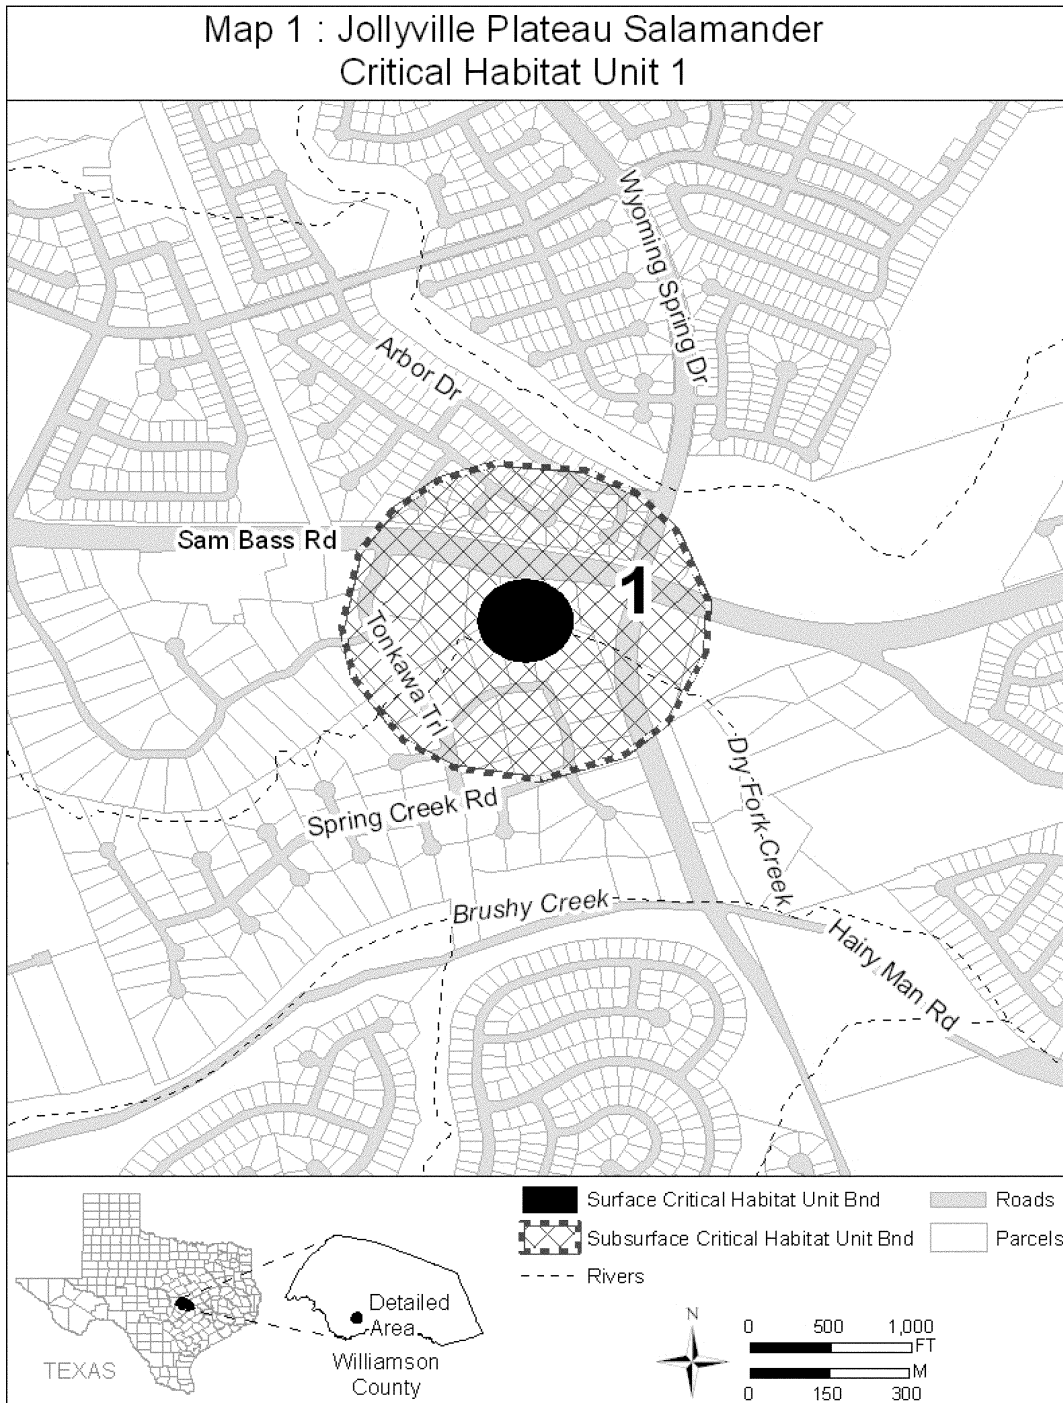 Map 1 : Jollyville Plateau Salamander
Critical Habitat Unit 1
Wyoming Spring Dr
Arbor Dr
Sam Bass Rd
1
Tonkawa Trl
Dry Fork Creek
Spring Creek Rd
Brushy Creek
Hairy Man Rd
Surface Critical Habitat Unit Bnd
Roads
Subsurface Critical Habitat Unit Bnd
Parcels
Rivers
Detailed
Area
TEXAS
Williamson
County
N
0 500 1,000
FT
M
0 150 300